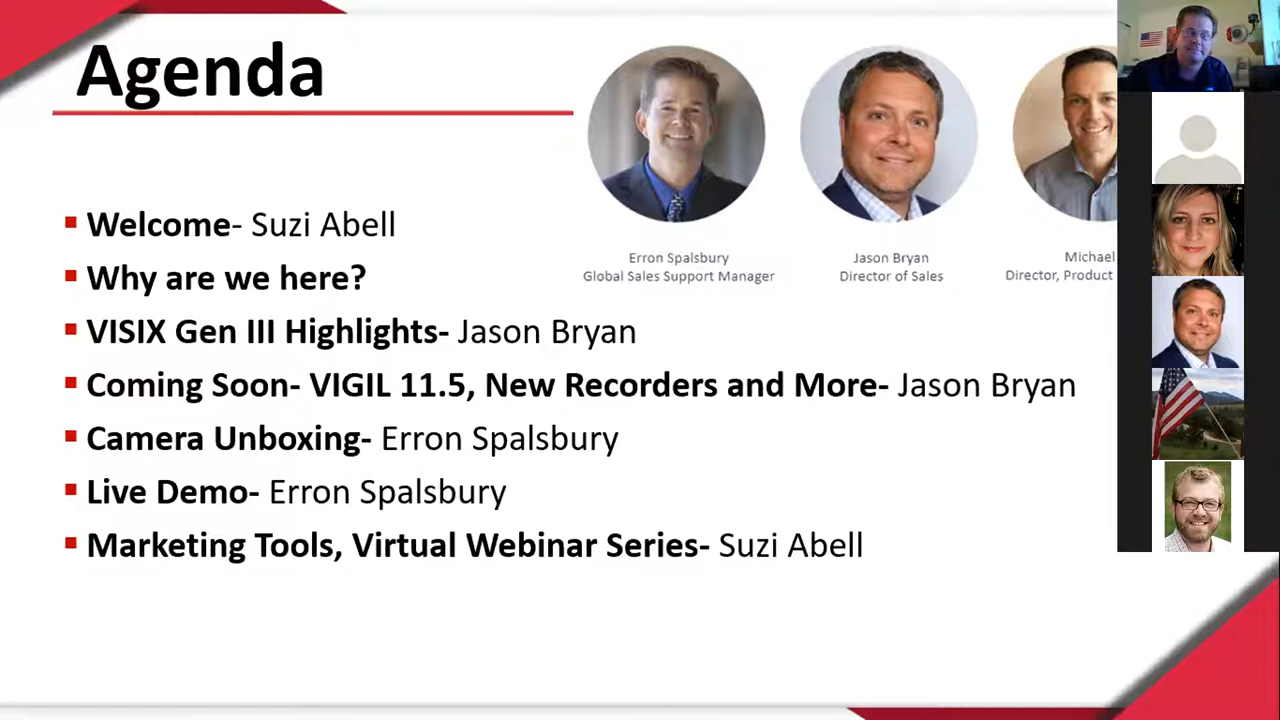 Agenda
Erron Spalsbury
Global Sales Support Manager
Jason Bryan
Director of Sales
Michael
Director, Product
Welcome- Suzi Abell
Why are we here?
VISIX Gen III Highlights- Jason Bryan
Coming Soon- VIGIL 11.5, New Recorders and More- Jason Bryan
Camera Unboxing- Erron Spalsbury
Live Demo- Erron Spalsbury
Marketing Tools, Virtual Webinar Series- Suzi Abell